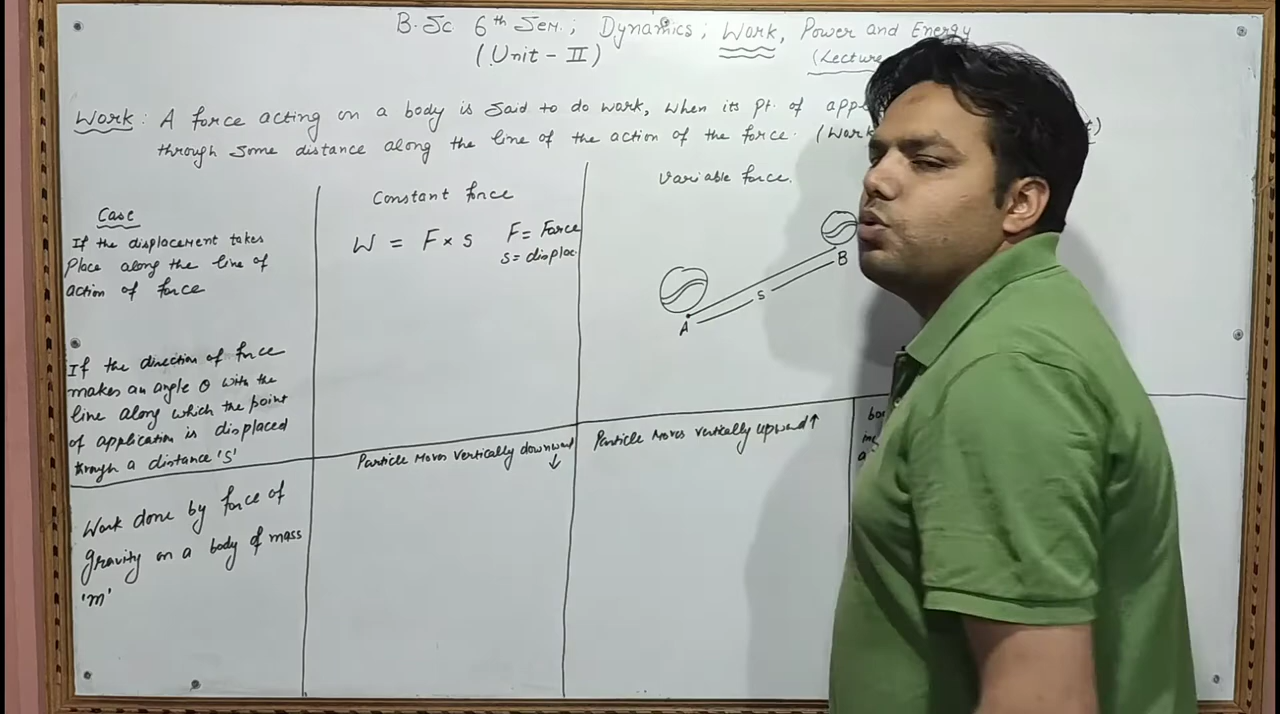 B.Sc 6th Sem.; Dynamics; Work, Power and Energy
(Unit - II) (Lecture
Work: A force acting on a body is said to do work, when its pt. of appl
through some distance along the line of the action of the force. (Work
Case
If the displacement takes
Place along the line of
action of force
Constant force
W = F × s F = Force
s = displac.
Variable force.
A
s
B
If the direction of force
makes an angle θ with the
line along which the point
of application is displaced
through a distance 's'
Work done by force of
gravity on a body of mass
'm'
Particle Moves vertically downward
↓
Particle Moves vertically upward ↑